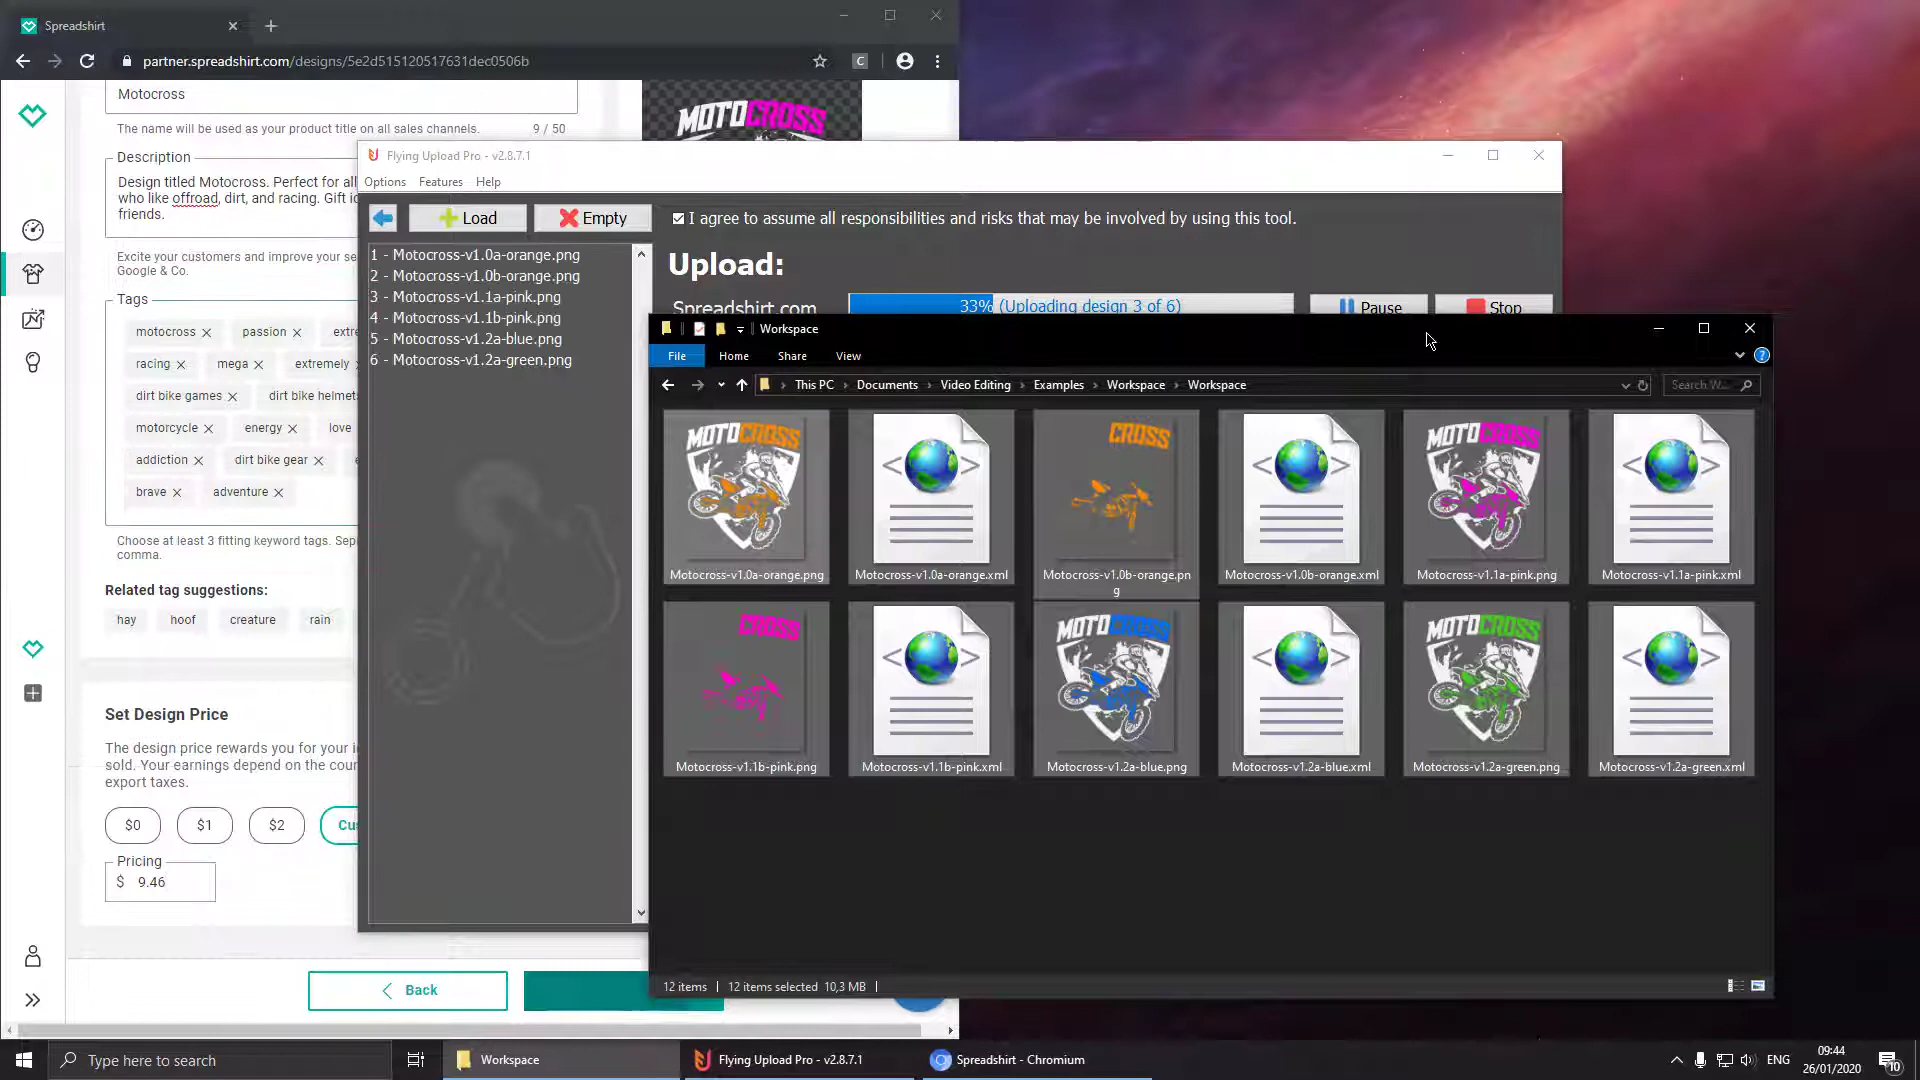 Spreadshirt
partner.spreadshirt.com/designs/5e2d515120517631dec0506b
Motocross
The name will be used as your product title on all sales channels.
9 / 50
MOTOCROSS
Description
Design titled Motocross. Perfect for all
who like offroad, dirt, and racing. Gift
friends.
Excite your customers and improve your
Google & Co.
Tags
motocross
passion
racing
mega
extremely
dirt bike games
dirt bike helmet
motorcycle
energy
love
addiction
dirt bike gear
brave
adventure
Choose at least 3 fitting keyword tags.
comma.
Related tag suggestions:
hay
hoof
creature
rain
Set Design Price
The design price rewards you for your
sold. Your earnings depend on the
export taxes.
$0
$1
$2
Pricing
$ 9.46
Back
Flying Upload Pro - v2.8.7.1
Options
Features
Help
Load
Empty
1 - Motocross-v1.0a-orange.png
2 - Motocross-v1.0b-orange.png
3 - Motocross-v1.1a-pink.png
4 - Motocross-v1.1b-pink.png
5 - Motocross-v1.2a-blue.png
6 - Motocross-v1.2a-green.png
I agree to assume all responsibilities and risks that may be involved by using this tool.
Upload:
Spreadshirt.com
33% (Uploading design 3 of 6)
Pause
Stop
Workspace
File
Home
Share
View
This PC > Documents > Video Editing > Examples > Workspace > Workspace
Search W...
MOTOCROSS
CROSS
MOTOCROSS
Motocross-v1.0a-orange.png
Motocross-v1.0a-orange.xml
Motocross-v1.0b-orange.pn
g
Motocross-v1.0b-orange.xml
Motocross-v1.1a-pink.png
Motocross-v1.1a-pink.xml
CROSS
MOTOCROSS
MOTOCROSS
Motocross-v1.1b-pink.png
Motocross-v1.1b-pink.xml
Motocross-v1.2a-blue.png
Motocross-v1.2a-blue.xml
Motocross-v1.2a-green.png
Motocross-v1.2a-green.xml
12 items
12 items selected 10,3 MB
Type here to search
Workspace
Flying Upload Pro - v2.8.7.1
Spreadshirt - Chromium
ENG
09:44
26/01/2020
10